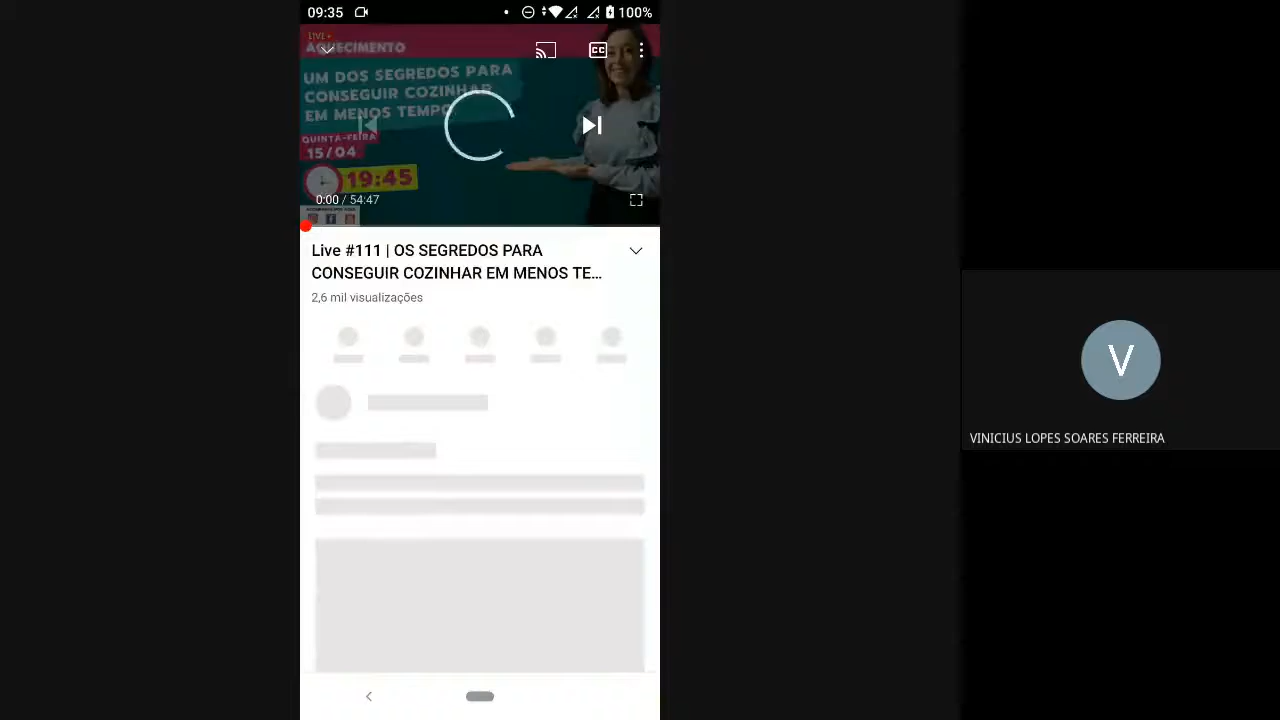 09:35
100%
LIVE
AQUECIMENTO
CC
UM DOS SEGREDOS PARA
CONSEGUIR COZINHAR
EM MENOS TEMPO
QUINTA-FEIRA
15/04
19:45
0:00 / 54:47
Live #111 | OS SEGREDOS PARA
CONSEGUIR COZINHAR EM MENOS TE...
2,6 mil visualizações
V
VINICIUS LOPES SOARES FERREIRA